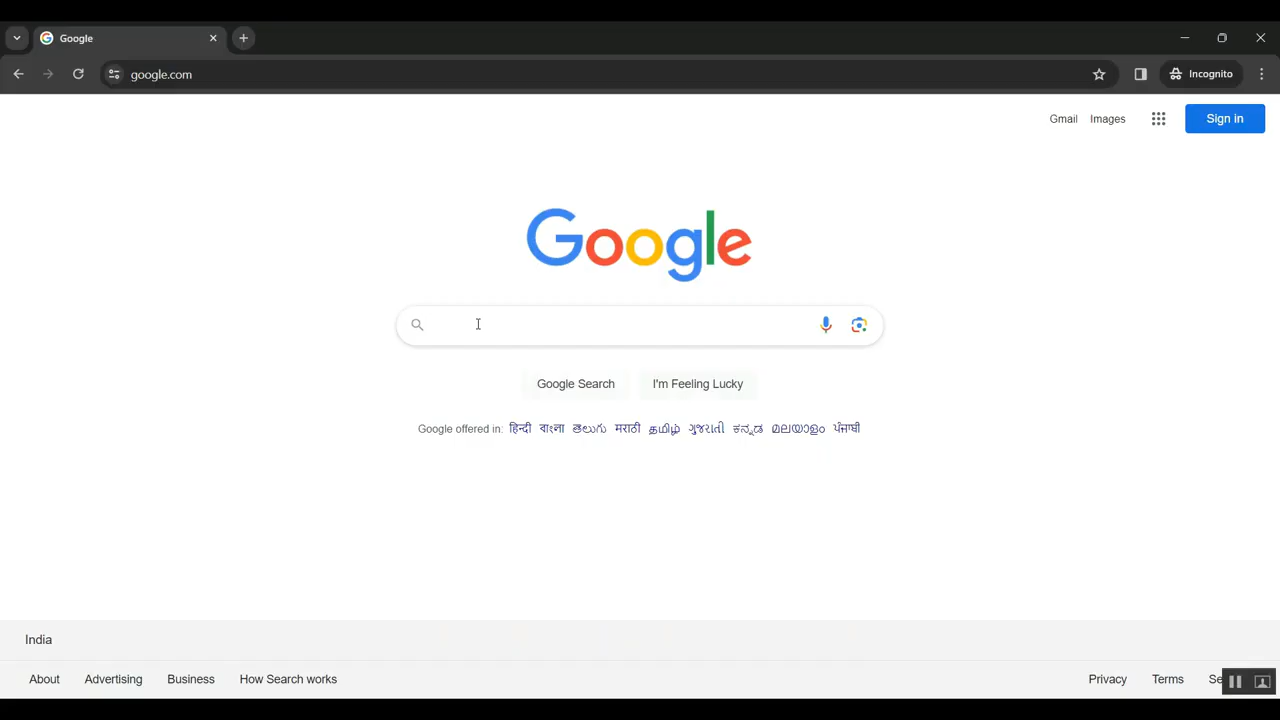 Google
google.com
Incognito
Gmail Images Sign in
Google
Google Search I'm Feeling Lucky
Google offered in: हिन्दी বাংলা తెలుగు मराठी தமிழ் ગુજરાતી ಕನ್ನಡ മലയാളം ਪੰਜਾਬੀ
India
About Advertising Business How Search works Privacy Terms Se